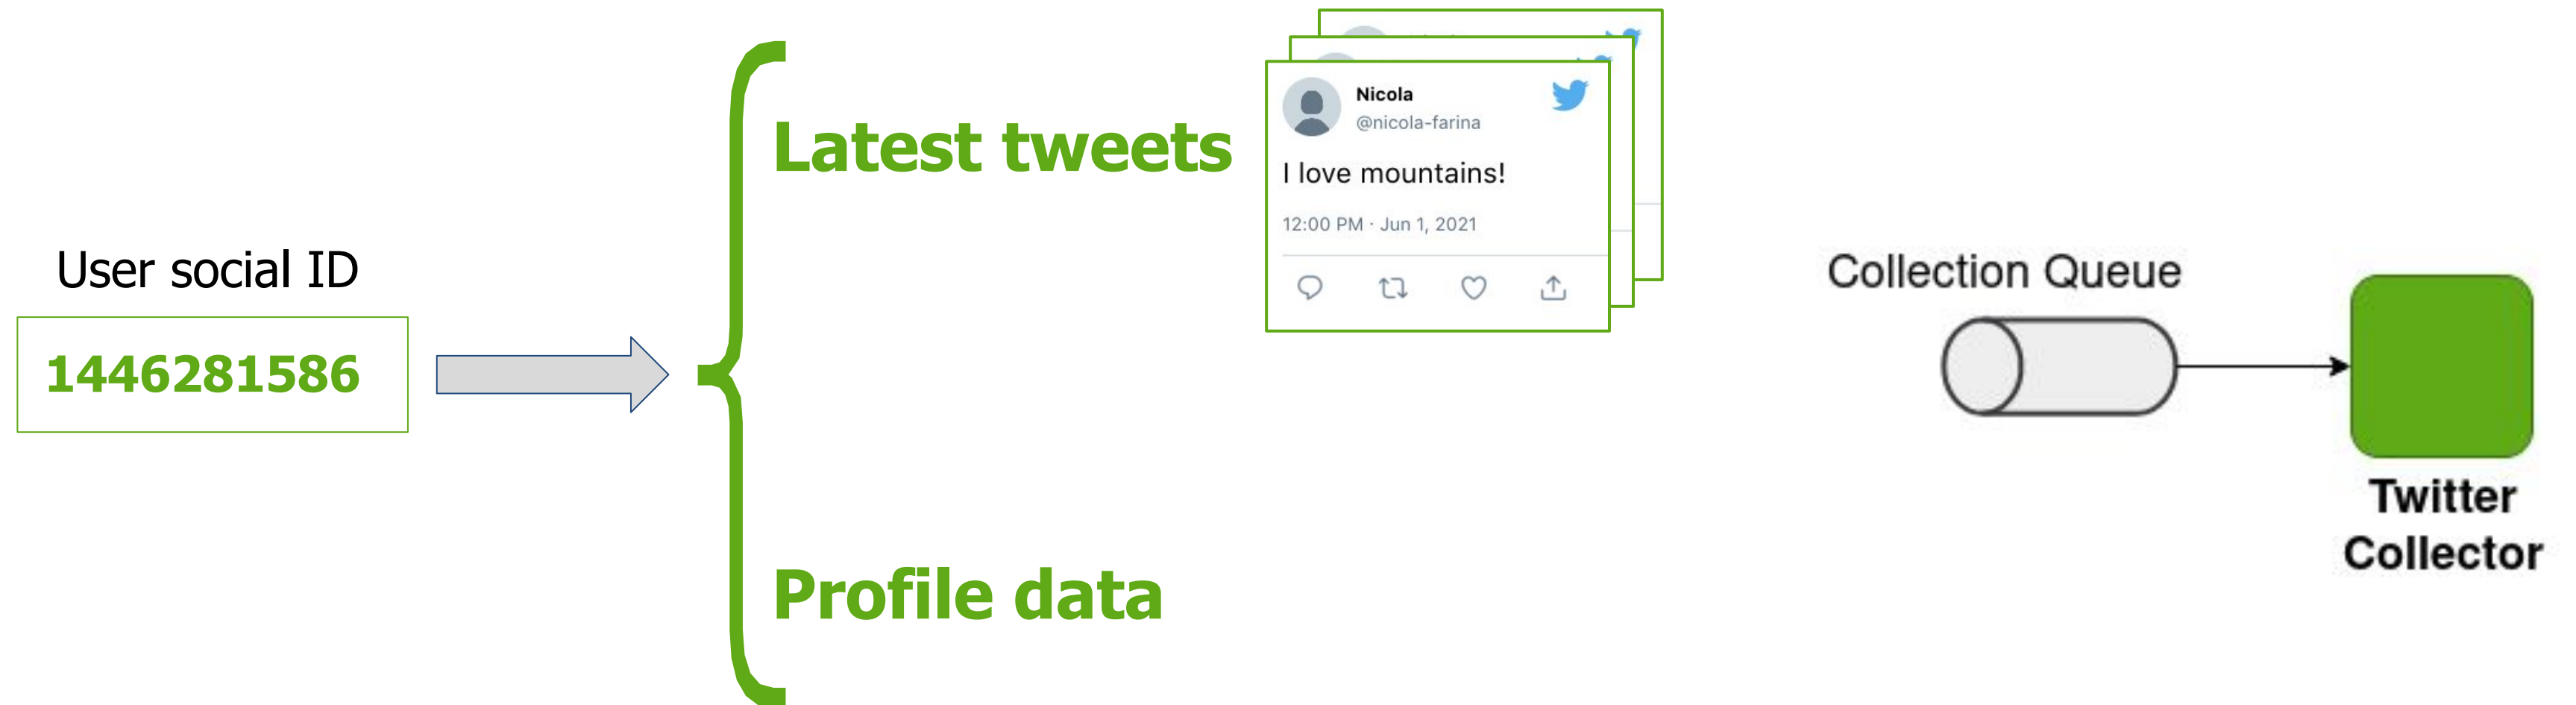 User social ID
1446281586
Latest tweets
Profile data
Nicola
@nicola-farina
I love mountains!
12:00 PM · Jun 1, 2021
Collection Queue
Twitter
Collector